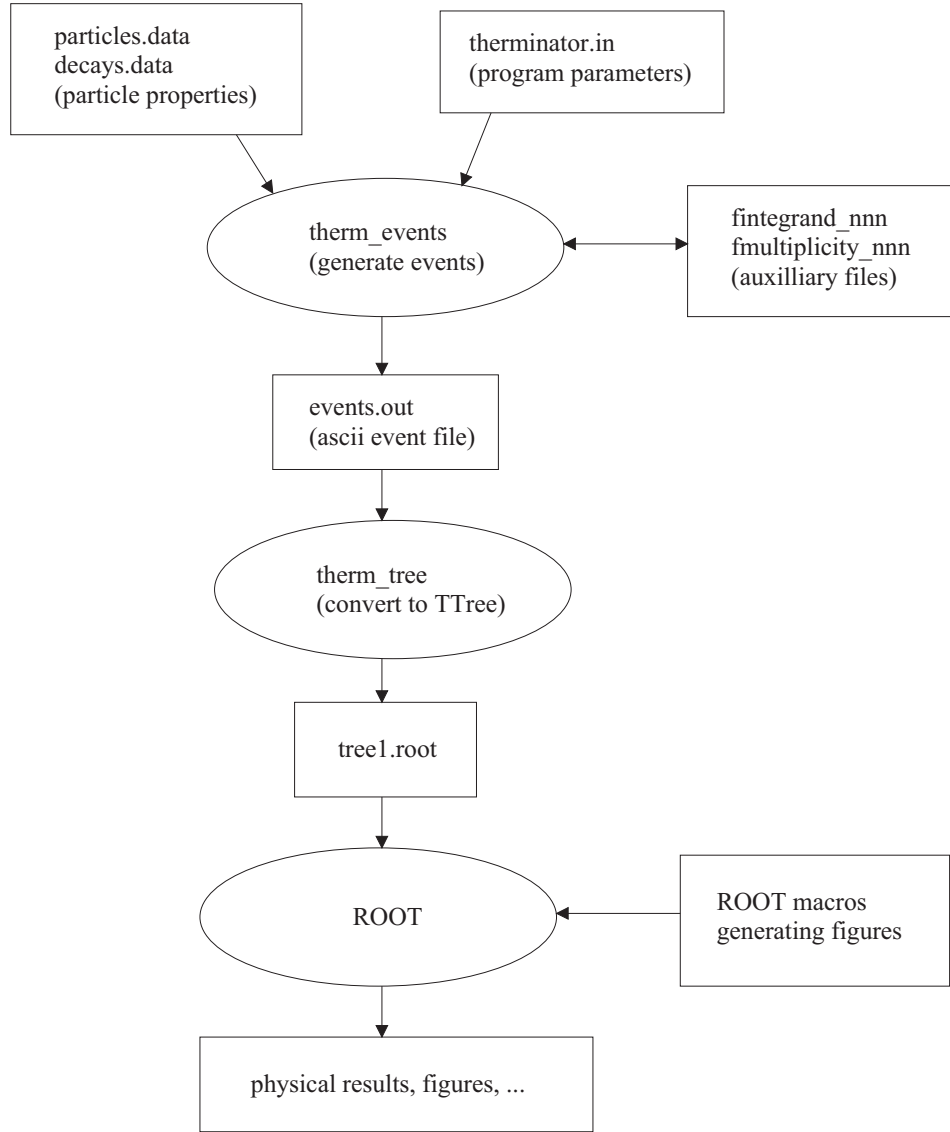 particles.data
decays.data
(particle properties)
therminator.in
(program parameters)
therm_events
(generate events)
fintegrand_nnn
fmultiplicity_nnn
(auxilliary files)
events.out
(ascii event file)
therm_tree
(convert to TTree)
tree1.root
ROOT
ROOT macros
generating figures
physical results, figures, ...